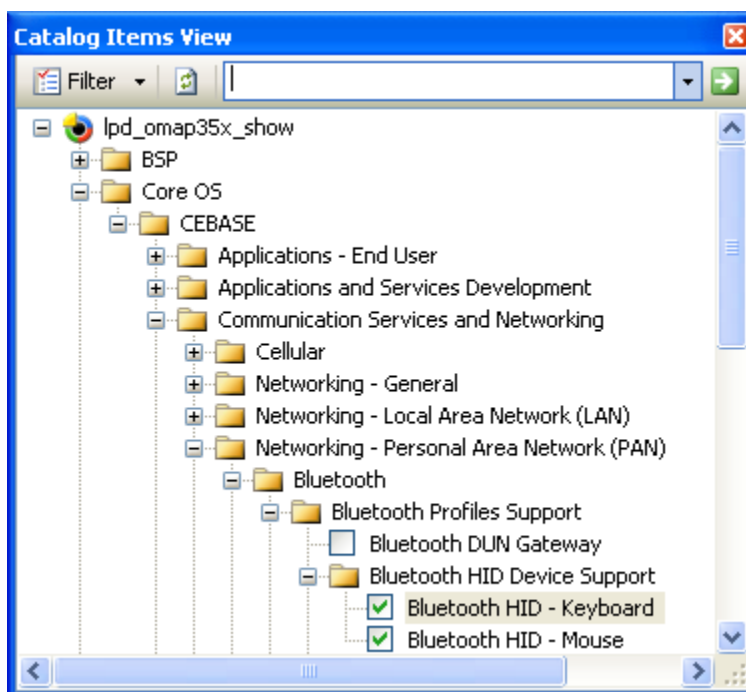 Catalog Items View
Filter
lpd_omap35x_show
BSP
Core OS
CEBASE
Applications - End User
Applications and Services Development
Communication Services and Networking
Cellular
Networking - General
Networking - Local Area Network (LAN)
Networking - Personal Area Network (PAN)
Bluetooth
Bluetooth Profiles Support
Bluetooth DUN Gateway
Bluetooth HID Device Support
Bluetooth HID - Keyboard
Bluetooth HID - Mouse